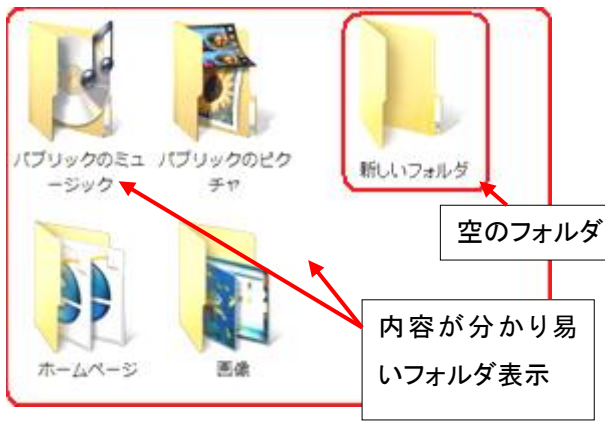 パブリックのミュ
ージック
パブリックのピク
チャ
新しいフォルダ
空のフォルダ
ホームページ
画像
内容が分かり易
いフォルダ表示